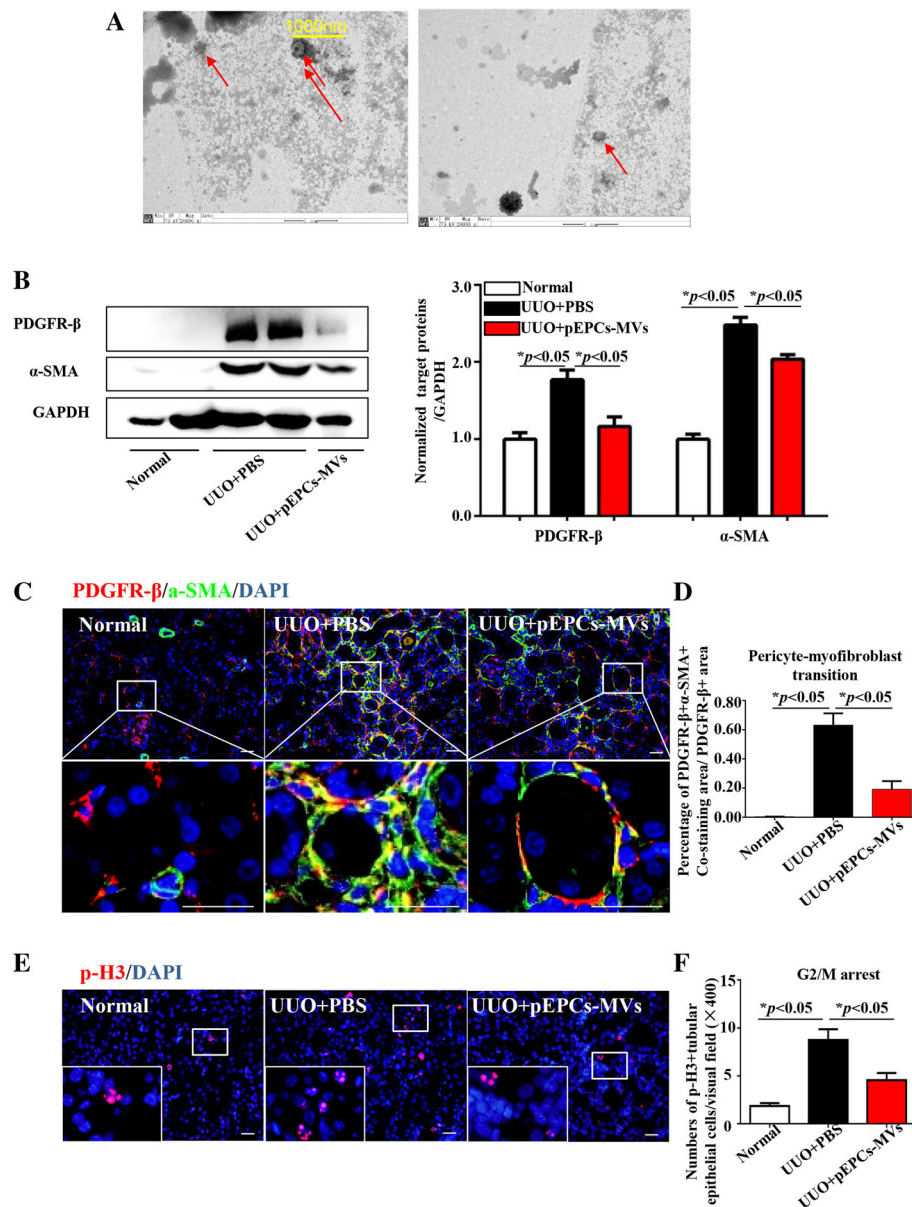 A
1000nm
B
PDGFR-β
α-SMA
GAPDH
Normal
UUO+PBS
UUO+pEPCs-MVs
Normalized target proteins
/GAPDH
3.0
2.0
1.0
0.0
Normal
UUO+PBS
UUO+pEPCs-MVs
*p<0.05 *p<0.05
*p<0.05 *p<0.05
PDGFR-β
α-SMA
C
PDGFR-β/a-SMA/DAPI
Normal
UUO+PBS
UUO+pEPCs-MVs
D
Pericyte-myofibroblast
transition
Percentage of PDGFR-β+α-SMA+
Co-staining area/ PDGFR-β+ area
0.80
0.60
0.40
0.20
0.00
*p<0.05 *p<0.05
Normal
UUO+PBS
UUO+pEPCs-MVs
E
p-H3/DAPI
Normal
UUO+PBS
UUO+pEPCs-MVs
F
G2/M arrest
Numbers of p-H3+tubular
epithelial cells/visual field (×400)
15
10
5
0
*p<0.05 *p<0.05
Normal
UUO+PBS
UUO+pEPCs-MVs